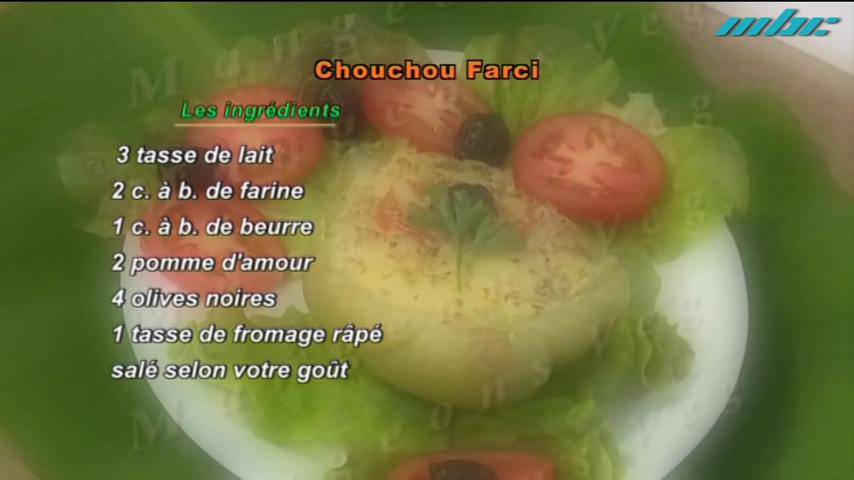 mbc
Chouchou Farci
Les ingrédients
3 tasse de lait
2 c. à b. de farine
1 c. à b. de beurre
2 pomme d'amour
4 olives noires
1 tasse de fromage râpé
salé selon votre goût